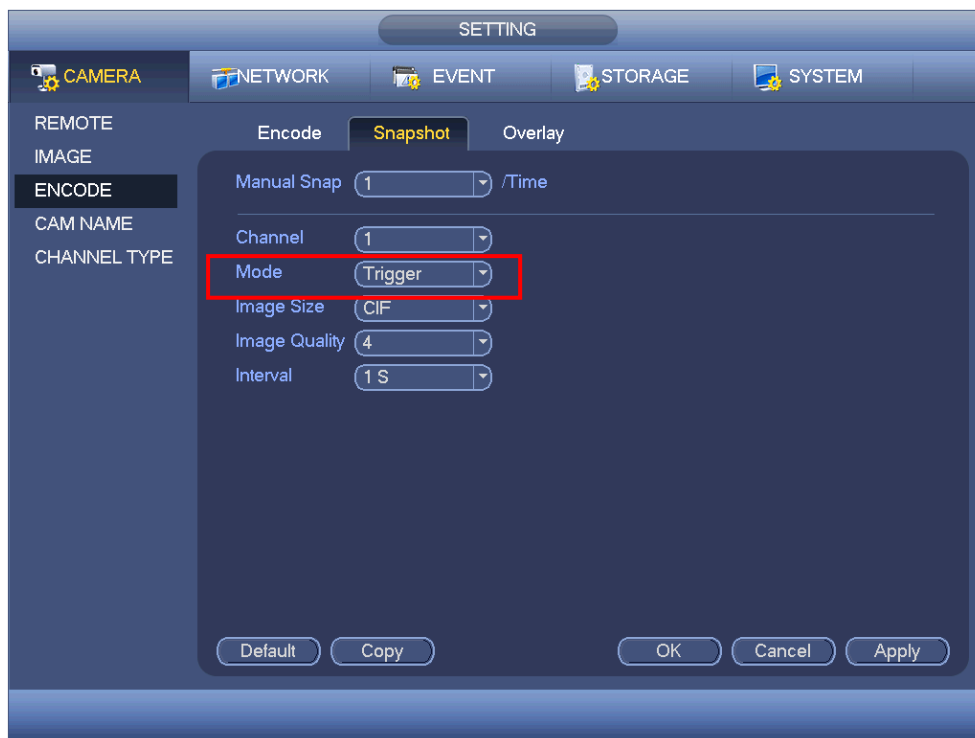 SETTING
CAMERA NETWORK EVENT STORAGE SYSTEM
REMOTE
IMAGE
ENCODE
CAM NAME
CHANNEL TYPE
Encode Snapshot Overlay
Manual Snap 1 /Time
Channel 1
Mode Trigger
Image Size CIF
Image Quality 4
Interval 1 S
Default Copy OK Cancel Apply